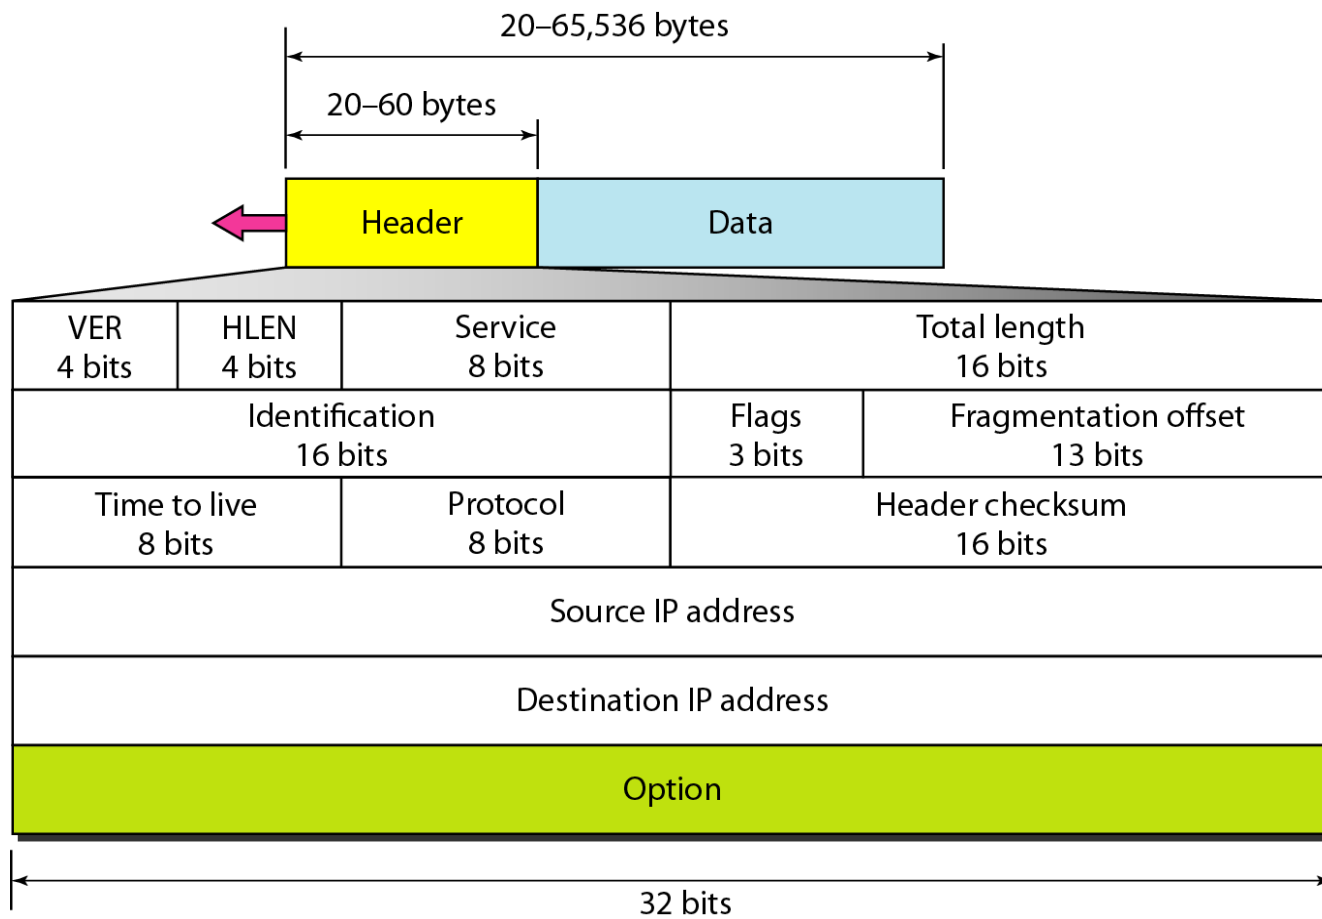 20–65,536 bytes
20–60 bytes
Header
Data
VER
4 bits
HLEN
4 bits
Service
8 bits
Total length
16 bits
Identification
16 bits
Flags
3 bits
Fragmentation offset
13 bits
Time to live
8 bits
Protocol
8 bits
Header checksum
16 bits
Source IP address
Destination IP address
Option
32 bits